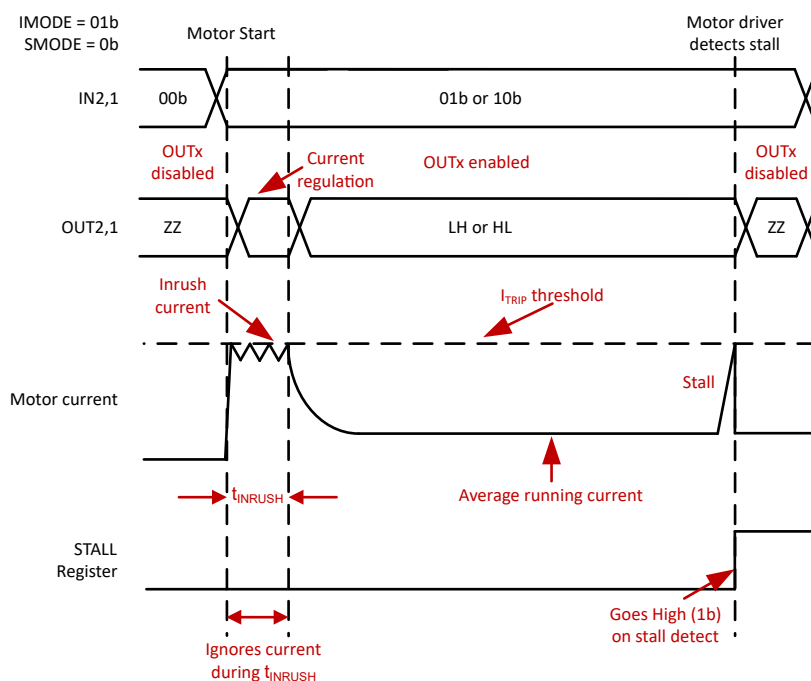 IMODE = 01b
SMODE = 0b
Motor Start
Motor driver
detects stall
IN2,1
00b
01b or 10b
OUTx
disabled
Current
regulation
OUTx enabled
OUTx
disabled
OUT2,1
ZZ
LH or HL
ZZ
Inrush
current
ITRIP threshold
Motor current
Stall
tINRUSH
Average running current
STALL
Register
Goes High (1b)
on stall detect
Ignores current
during tINRUSH